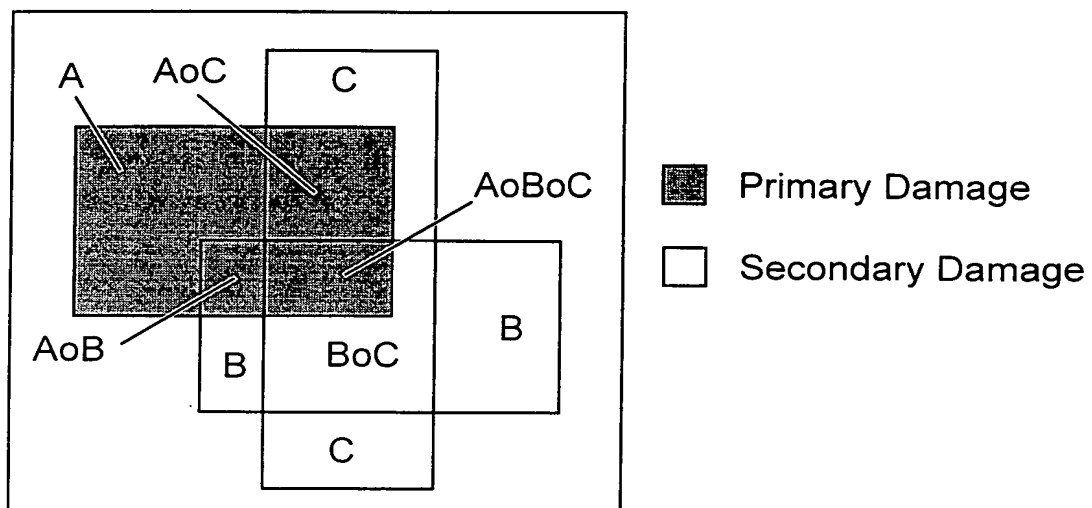 A
AoC
C
AoBoC
AoB
B
BoC
B
C
Primary Damage
Secondary Damage